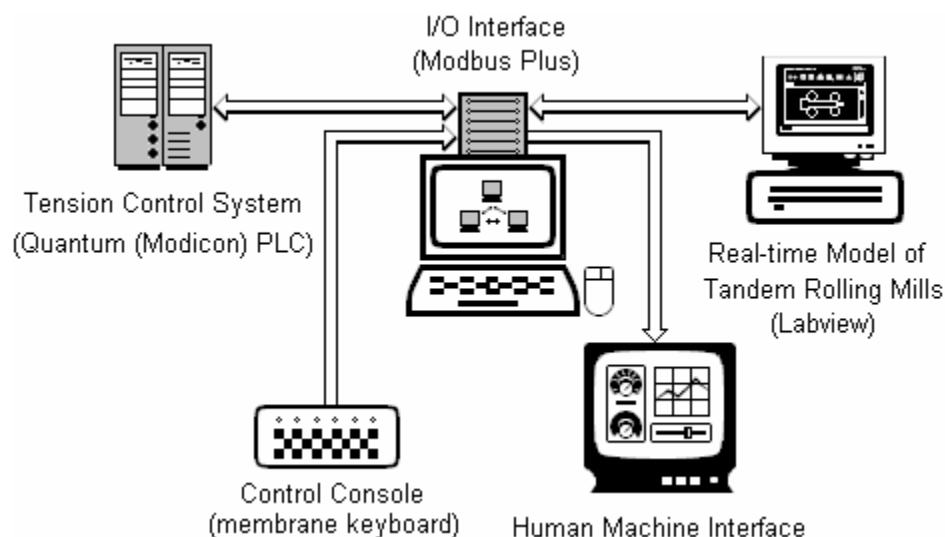 I/O Interface
(Modbus Plus)
Tension Control System
(Quantum (Modicon) PLC)
Real-time Model of
Tandem Rolling Mills
(Labview)
Control Console
(membrane keyboard)
Human Machine Interface